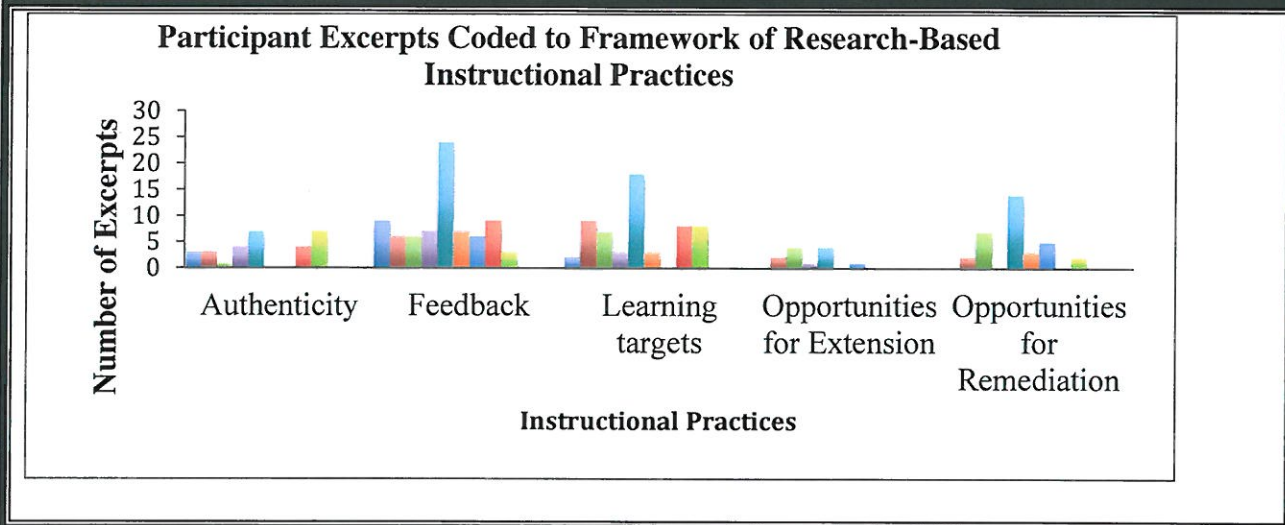 Participant Excerpts Coded to Framework of Research-Based
Instructional Practices
Number of Excerpts
30
25
20
15
10
5
0
Authenticity
Feedback
Learning
targets
Opportunities
for Extension
Opportunities
for
Remediation
Instructional Practices